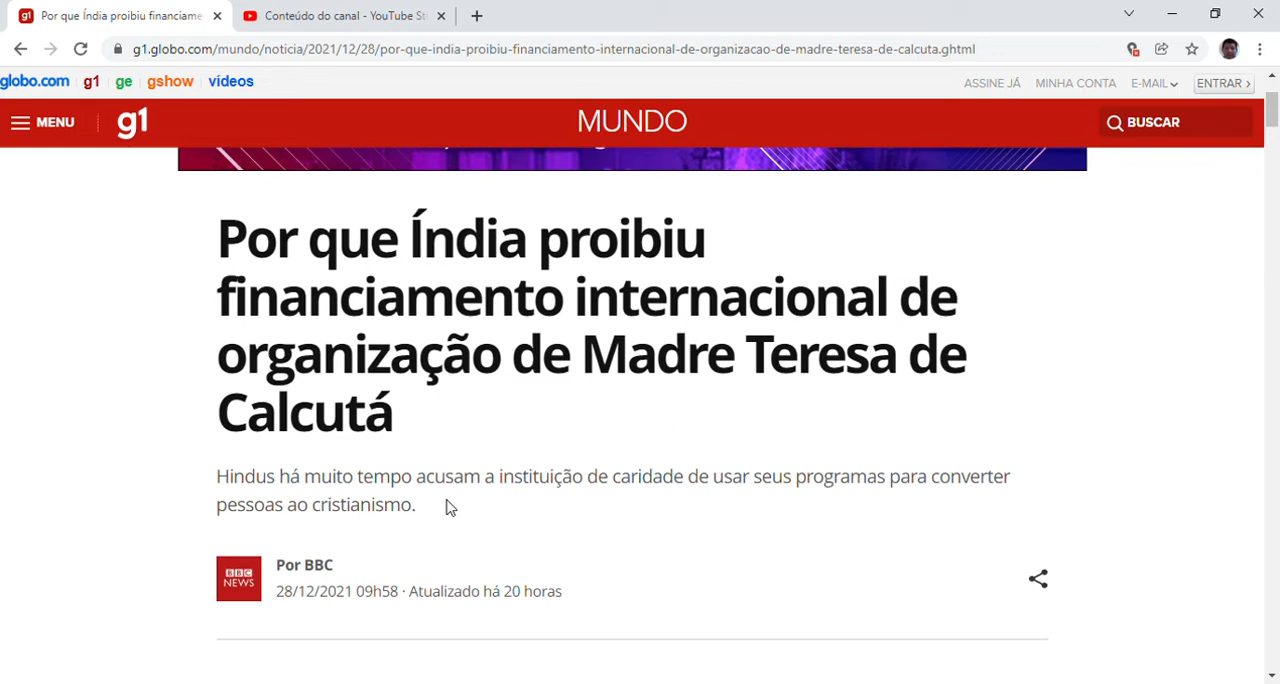 Por que Índia proibiu financiame
Conteúdo do canal - YouTube St
g1.globo.com/mundo/noticia/2021/12/28/por-que-india-proibiu-financiamento-internacional-de-organizacao-de-madre-teresa-de-calcuta.ghtml
globo.com g1 ge gshow vídeos ASSINE JÁ MINHA CONTA E-MAIL ENTRAR
MENU g1 MUNDO BUSCAR
Por que Índia proibiu
financiamento internacional de
organização de Madre Teresa de
Calcutá
Hindus há muito tempo acusam a instituição de caridade de usar seus programas para converter
pessoas ao cristianismo.
BBC
NEWS
Por BBC
28/12/2021 09h58 · Atualizado há 20 horas